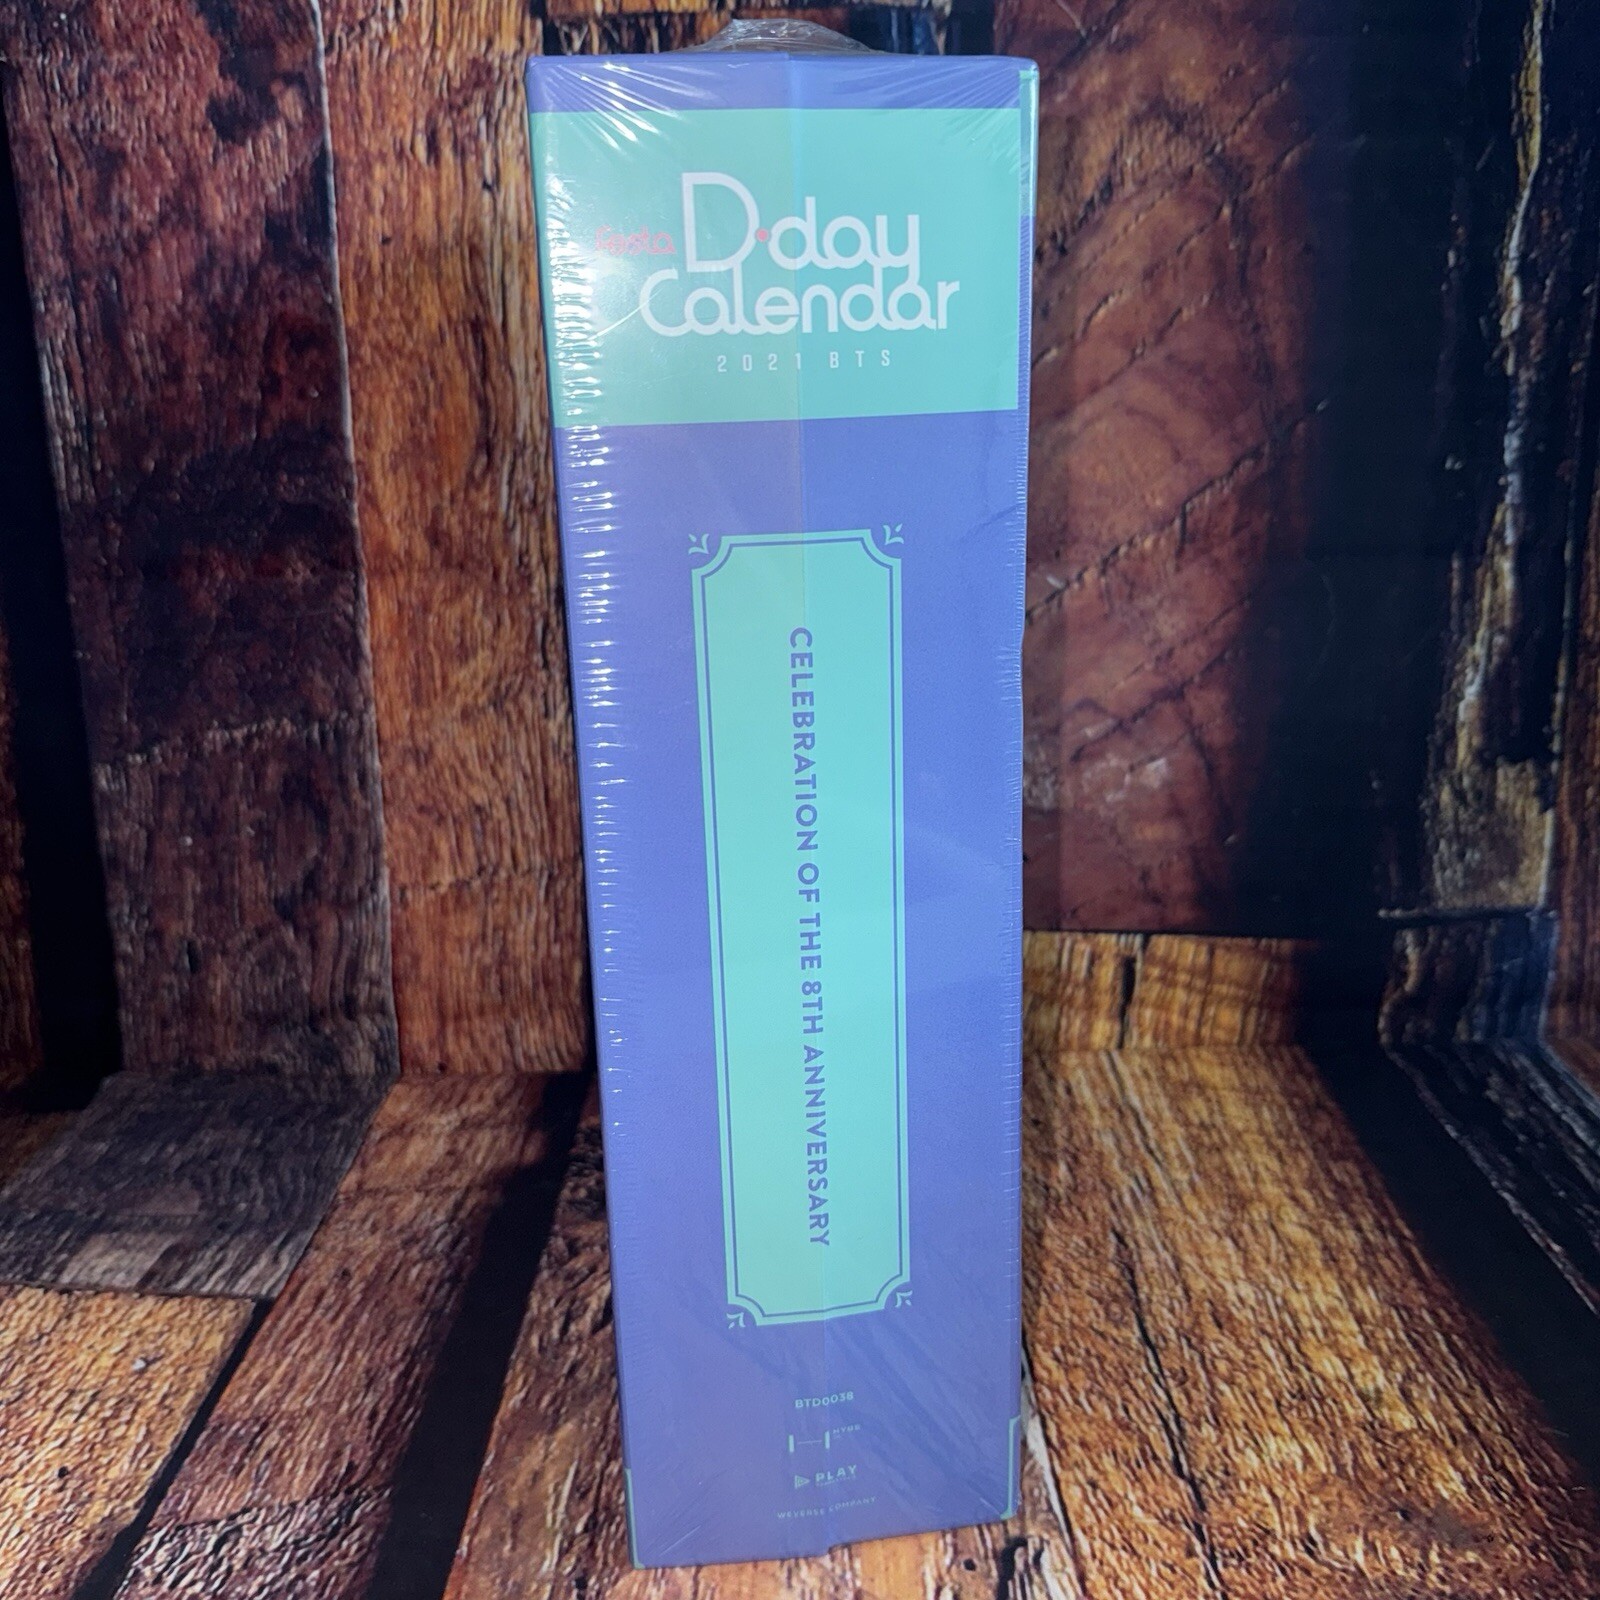 Festa D·day
Calendar
2021 BTS
CELEBRATION OF THE 8TH ANNIVERSARY
BTD0038
HYBE
PLAY
WEVERSE COMPANY